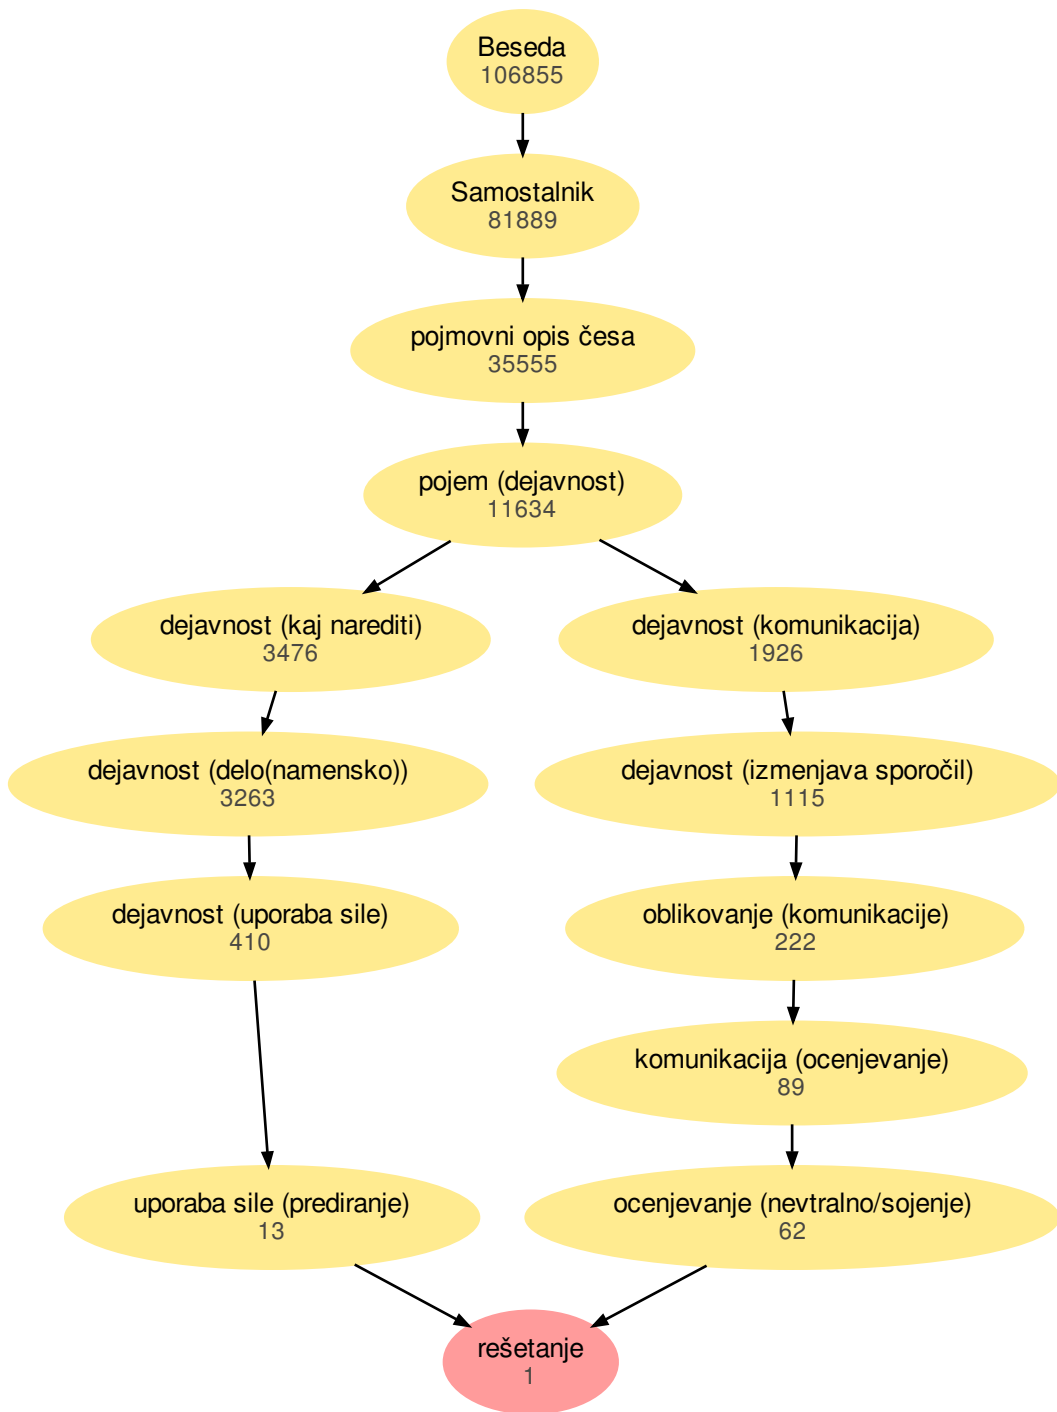 Beseda
106855
Samostalnik
81889
pojmovni opis česa
35555
pojem (dejavnost)
11634
dejavnost (kaj narediti)
3476
dejavnost (komunikacija)
1926
dejavnost (delo(namensko))
3263
dejavnost (izmenjava sporočil)
1115
dejavnost (uporaba sile)
410
oblikovanje (komunikacije)
222
komunikacija (ocenjevanje)
89
uporaba sile (prediranje)
13
ocenjevanje (nevtralno/sojenje)
62
rešetanje
1